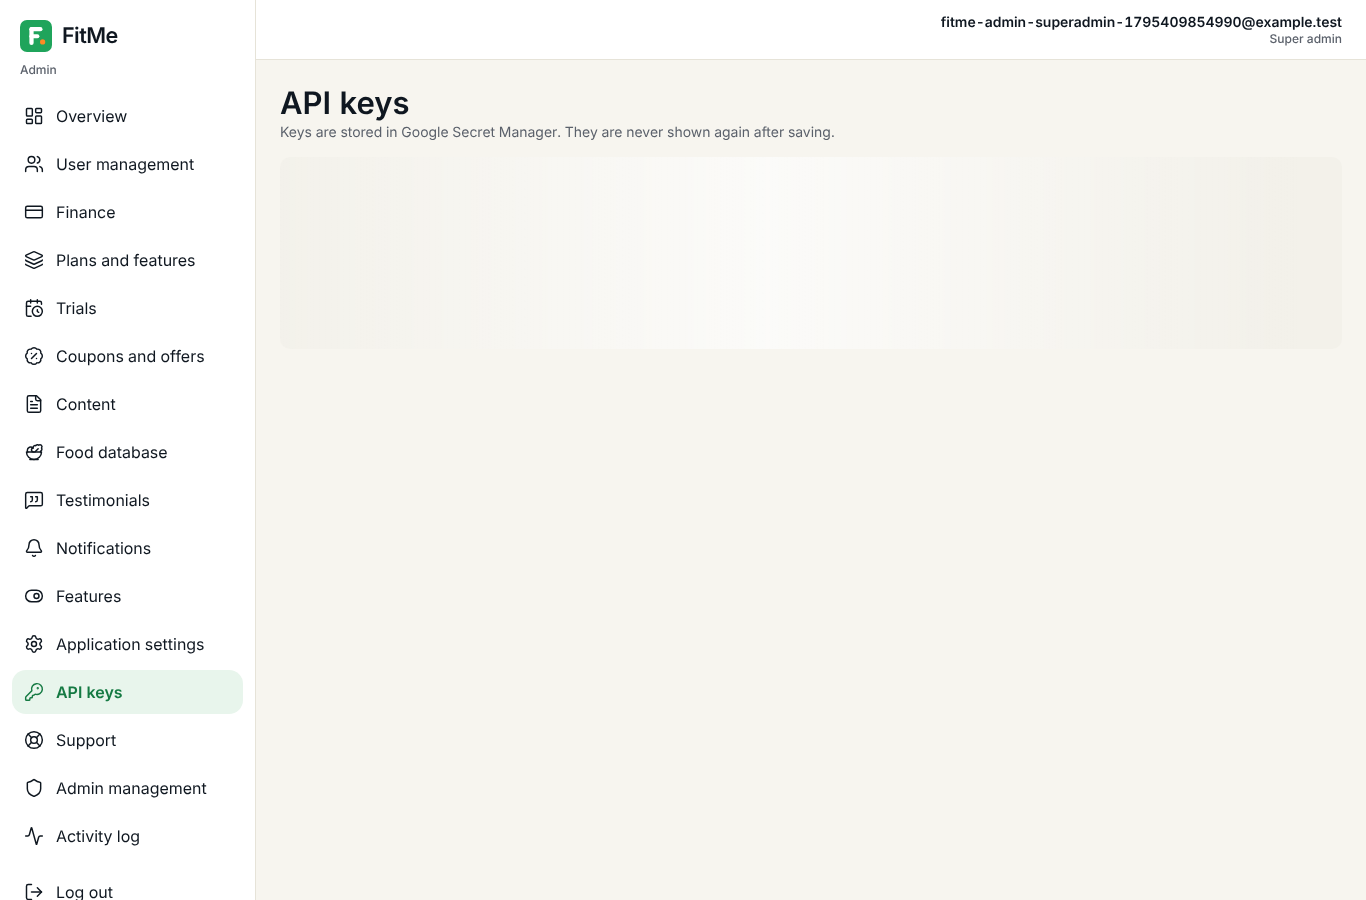 FitMe
Admin
Overview
User management
Finance
Plans and features
Trials
Coupons and offers
Content
Food database
Testimonials
Notifications
Features
Application settings
API keys
Support
Admin management
Activity log
Log out
fitme-admin-superadmin-1795409854990@example.test
Super admin
API keys
Keys are stored in Google Secret Manager. They are never shown again after saving.